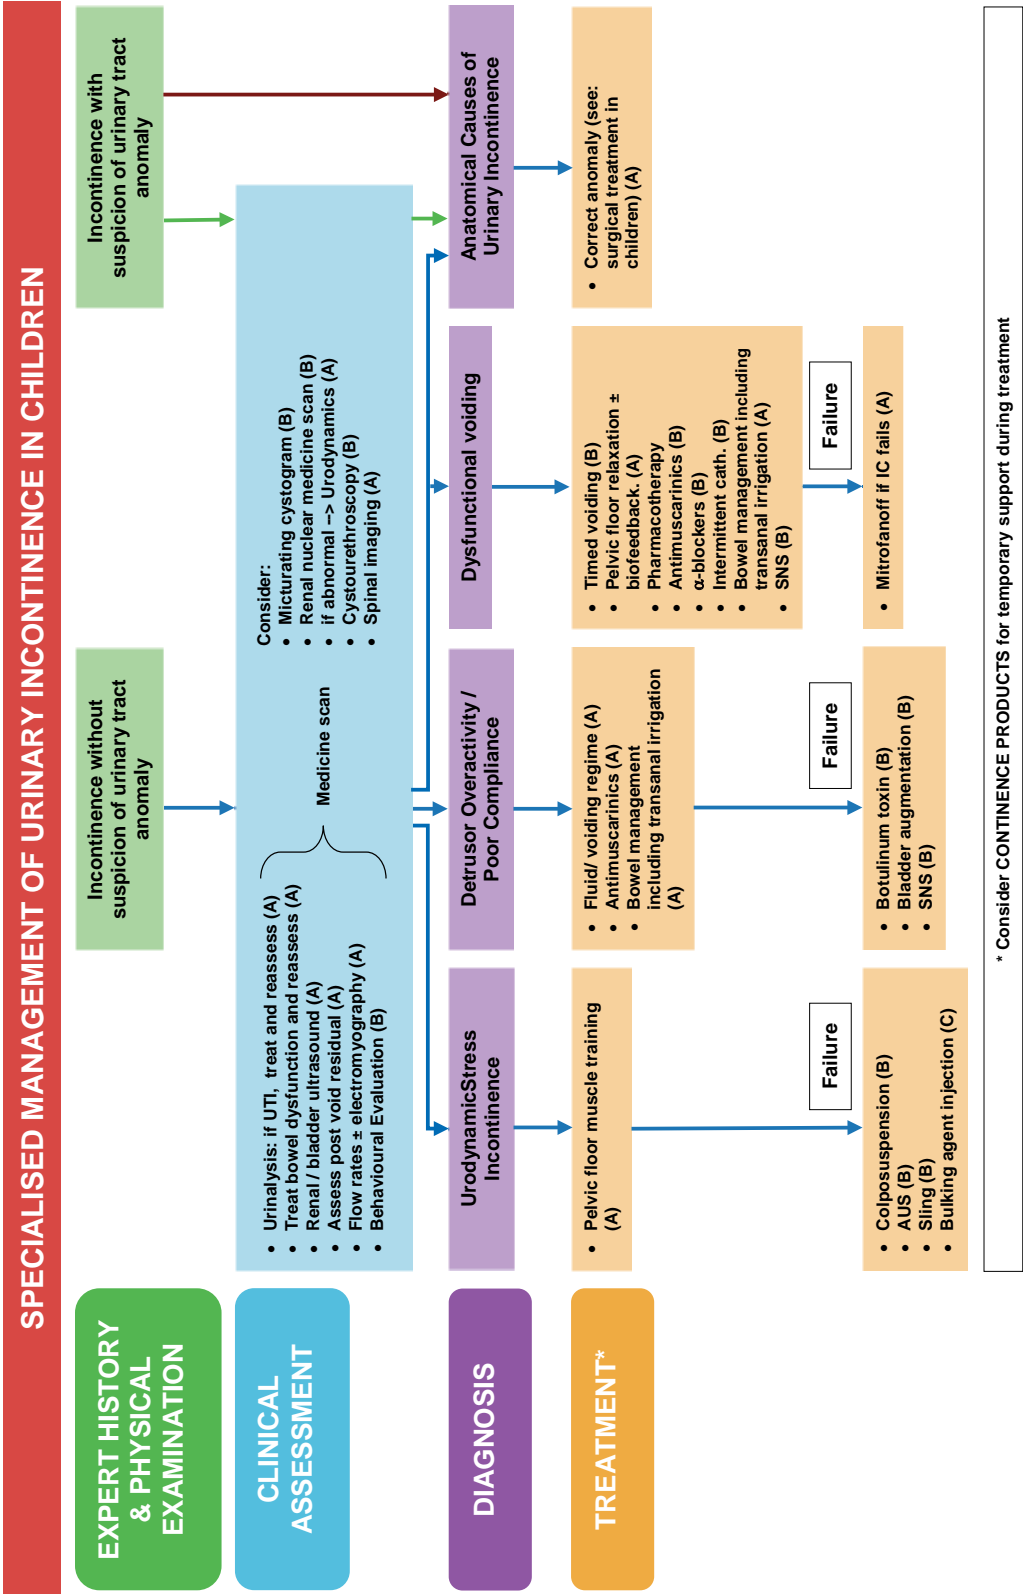 SPECIALISED MANAGEMENT OF URINARY INCONTINENCE IN CHILDREN
EXPERT HISTORY
& PHYSICAL
EXAMINATION
Incontinence without
suspicion of urinary tract
anomaly
Incontinence with
suspicion of urinary tract
anomaly
CLINICAL
ASSESSMENT
• Urinalysis: if UTI, treat and reassess (A)
• Treat bowel dysfunction and reassess (A)
• Renal / bladder ultrasound (A)
• Assess post void residual (A)
• Flow rates ± electromyography (A)
• Behavioural Evaluation (B)
Medicine scan
Consider:
• Micturating cystogram (B)
• Renal nuclear medicine scan (B)
• if abnormal –> Urodynamics (A)
• Cystourethroscopy (B)
• Spinal imaging (A)
DIAGNOSIS
UrodynamicStress
Incontinence
Detrusor Overactivity /
Poor Compliance
Dysfunctional voiding
Anatomical Causes of
Urinary Incontinence
TREATMENT*
• Pelvic floor muscle training
(A)
• Fluid/ voiding regime (A)
• Antimuscarinics (A)
• Bowel management
including transanal irrigation
(A)
• Timed voiding (B)
• Pelvic floor relaxation ±
biofeedback. (A)
• Pharmacotherapy
• Antimuscarinics (B)
• α-blockers (B)
• Intermittent cath. (B)
• Bowel management including
transanal irrigation (A)
• SNS (B)
• Correct anomaly (see:
surgical treatment in
children) (A)
Failure
Failure
Failure
• Colposuspension (B)
• AUS (B)
• Sling (B)
• Bulking agent injection (C)
• Botulinum toxin (B)
• Bladder augmentation (B)
• SNS (B)
• Mitrofanoff if IC fails (A)
* Consider CONTINENCE PRODUCTS for temporary support during treatment